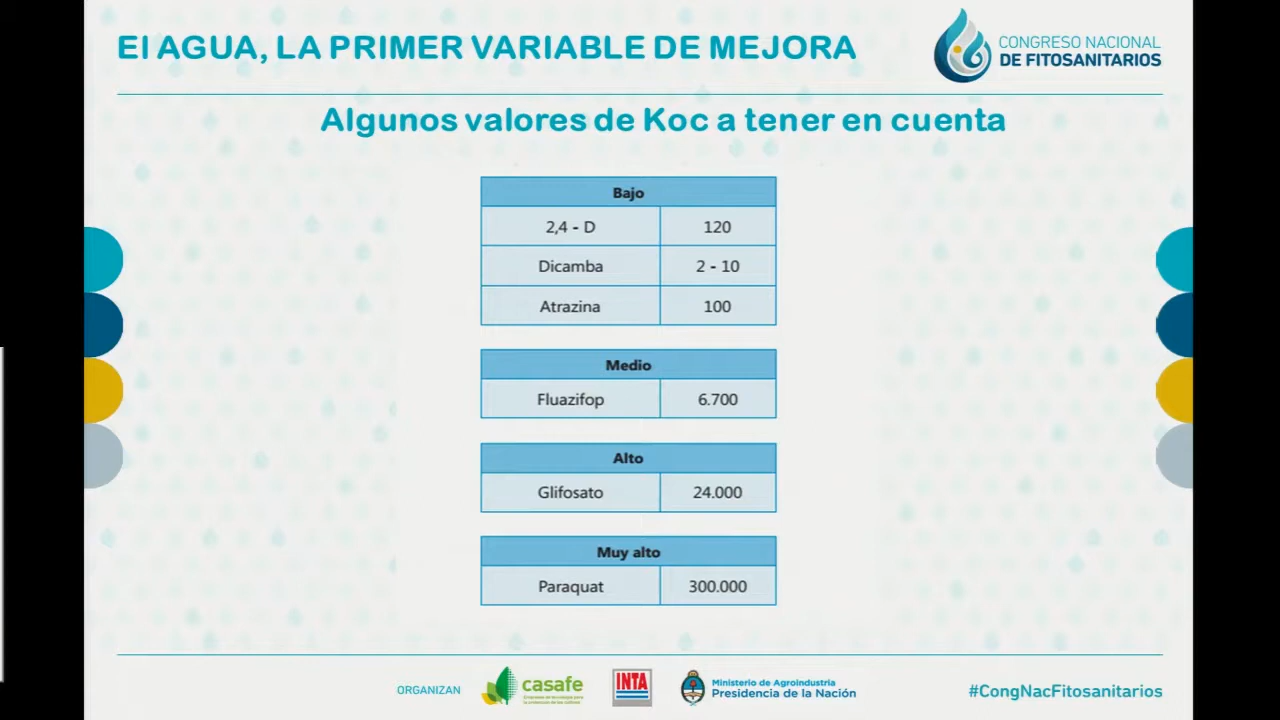 El AGUA, LA PRIMER VARIABLE DE MEJORA
CONGRESO NACIONAL
DE FITOSANITARIOS
Algunos valores de Koc a tener en cuenta
Bajo
2,4 - D 120
Dicamba 2 - 10
Atrazina 100
Medio
Fluazifop 6.700
Alto
Glifosato 24.000
Muy alto
Paraquat 300.000
ORGANIZAN
casafe
INTA
Ministerio de Agroindustria
Presidencia de la Nación
#CongNacFitosanitarios